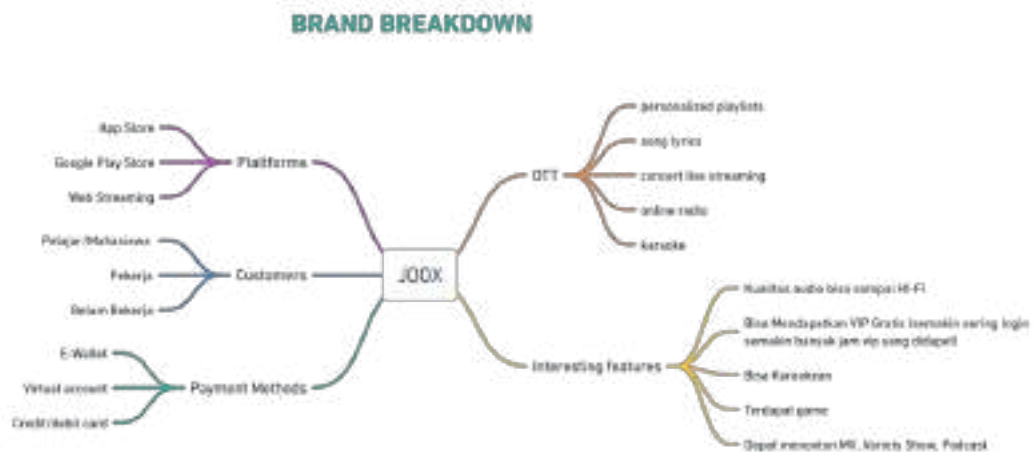 BRAND BREAKDOWN
App Store
Google Play Store
Web Streaming
Platforms
Pelajar/Mahasiswa
Pekerja
Belum Bekerja
Customers
E-Wallet
Virtual account
Credit/debit card
Payment Methods
JOOX
OTT
personalized playlists
song lyrics
concert live streaming
online radio
karaoke
Interesting features
Kualitas audio bisa sampai HI-FI
Bisa Mendapatkan VIP Gratis (semakin sering login
semakin banyak jam vip yang didapat)
Bisa Karaokean
Terdapat game
Dapat menonton MV, Variety Show, Podcast